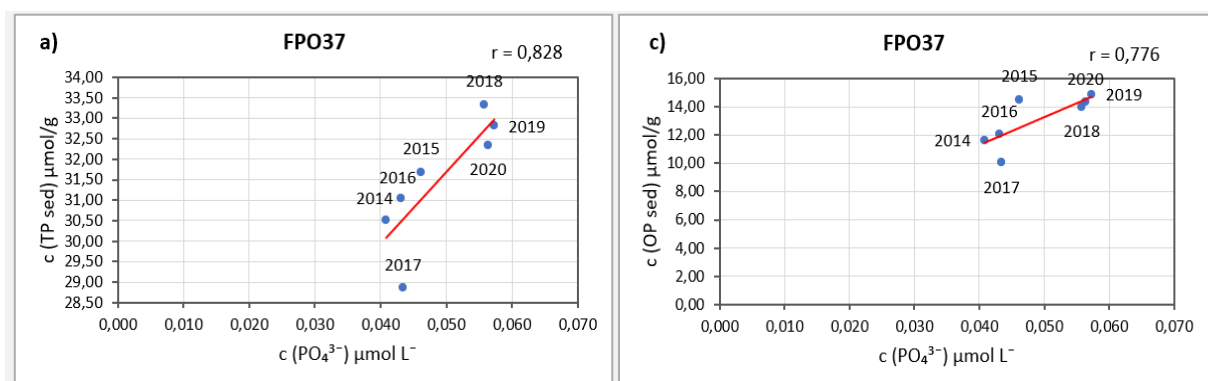 a)
FPO37
r = 0,828
c (TP sed) µmol/g
34,00
33,50
33,00
32,50
32,00
31,50
31,00
30,50
30,00
29,50
29,00
28,50
2018
2019
2020
2015
2016
2014
2017
0,000 0,010 0,020 0,030 0,040 0,050 0,060 0,070
c (PO₄³⁻) µmol L⁻
c)
FPO37
r = 0,776
c (OP sed) µmol/g
16,00
14,00
12,00
10,00
8,00
6,00
4,00
2,00
0,00
2015
2020
2019
2016
2018
2014
2017
0,000 0,010 0,020 0,030 0,040 0,050 0,060 0,070
c (PO₄³⁻) µmol L⁻